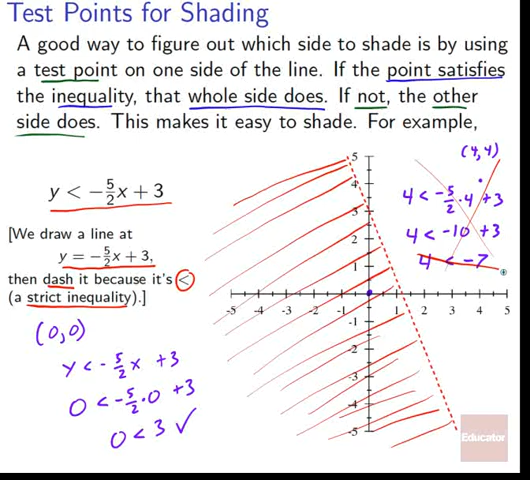 Test Points for Shading
A good way to figure out which side to shade is by using
a test point on one side of the line. If the point satisfies
the inequality, that whole side does. If not, the other
side does. This makes it easy to shade. For example,
y < −5/2x + 3
[We draw a line at
y = −5/2x + 3,
then dash it because it's <
(a strict inequality).]
(0,0)
y < -5/2 x +3
0 < -5/2·0 +3
0 < 3 ✓
(4,4)
4 < -5/2·4 +3
4 < -10 +3
4 < -7
5
4
3
2
1
-5 -4 -3 -2 -1 1 2 3 4 5
-1
-2
-3
-4
-5
Educator